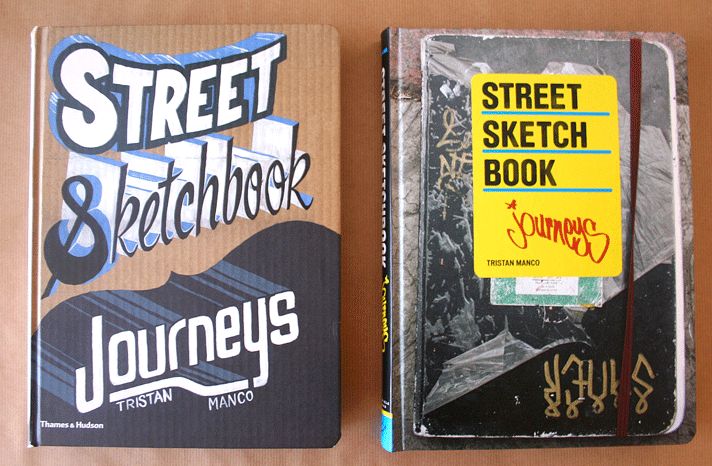 STREET
Sketchbook
Journeys
TRISTAN MANCO
Thames & Hudson
STREET
SKETCH
BOOK
Journeys
TRISTAN MANCO